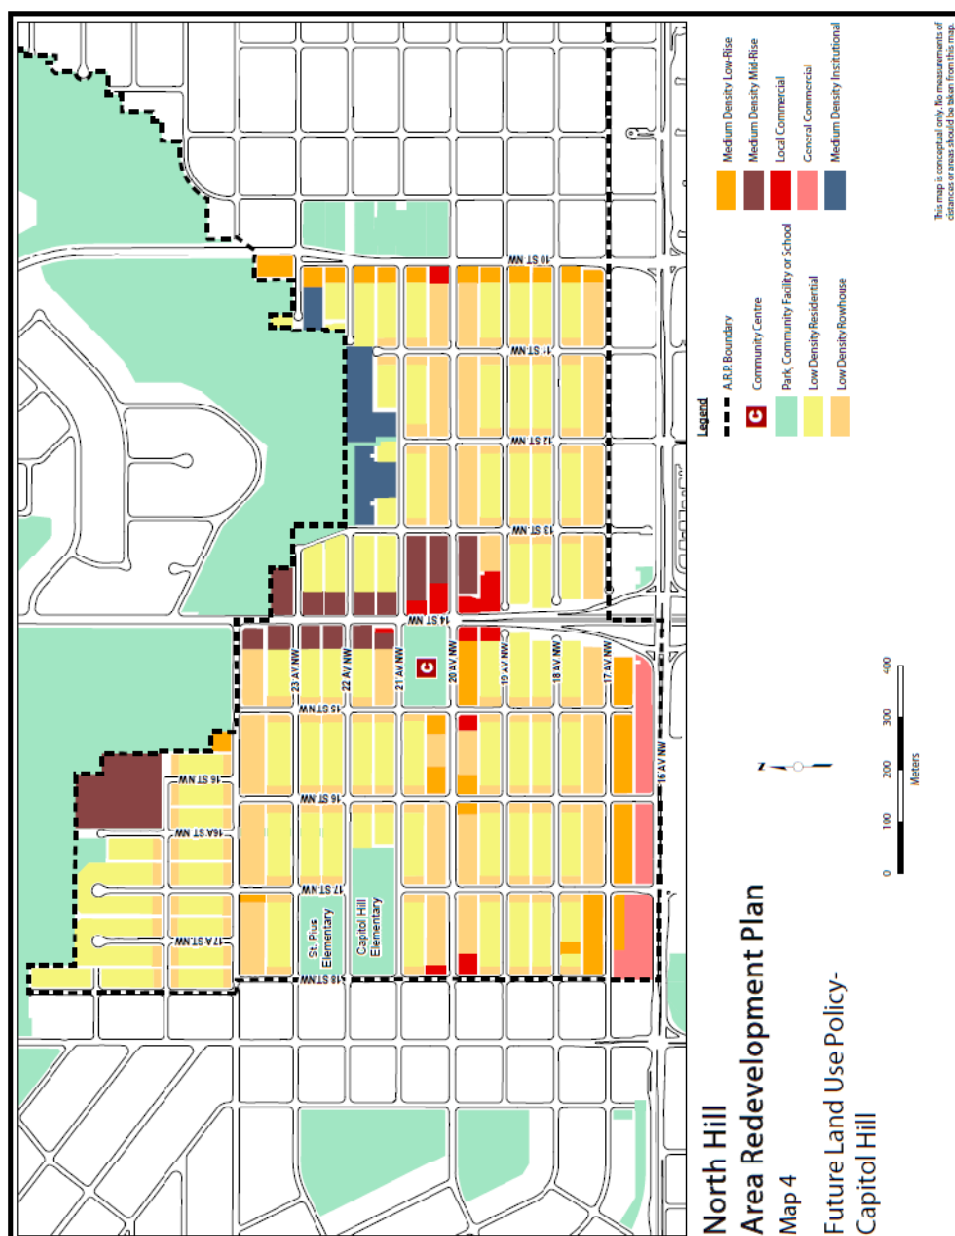 North Hill
Area Redevelopment Plan
Map 4
Future Land Use Policy-
Capitol Hill
Legend
A.R.P. Boundary
C
Community Centre
Park, Community Facility or School
Low Density Residential
Low Density Rowhouse
Medium Density Low-Rise
Medium Density Mid-Rise
Local Commercial
General Commercial
Medium Density Institutional
This map is conceptual only. No measurements of
distances or areas should be taken from this map.
0 100 200 300 400
Meters
Z
10 ST. NW
11 ST. NW
12 ST. NW
13 ST. NW
14 ST. NW
15 ST. NW
16 ST. NW
16 ST. NW
16A ST. NW
17 ST. NW
17 A ST. NW
18 ST. NW
23 AV NW
22 AV NW
21 AV NW
20 AV NW
19 AV NW
18 AV NW
17 AV NW
16 AV NW
C
St. Pius
Elementary
Capitol Hill
Elementary